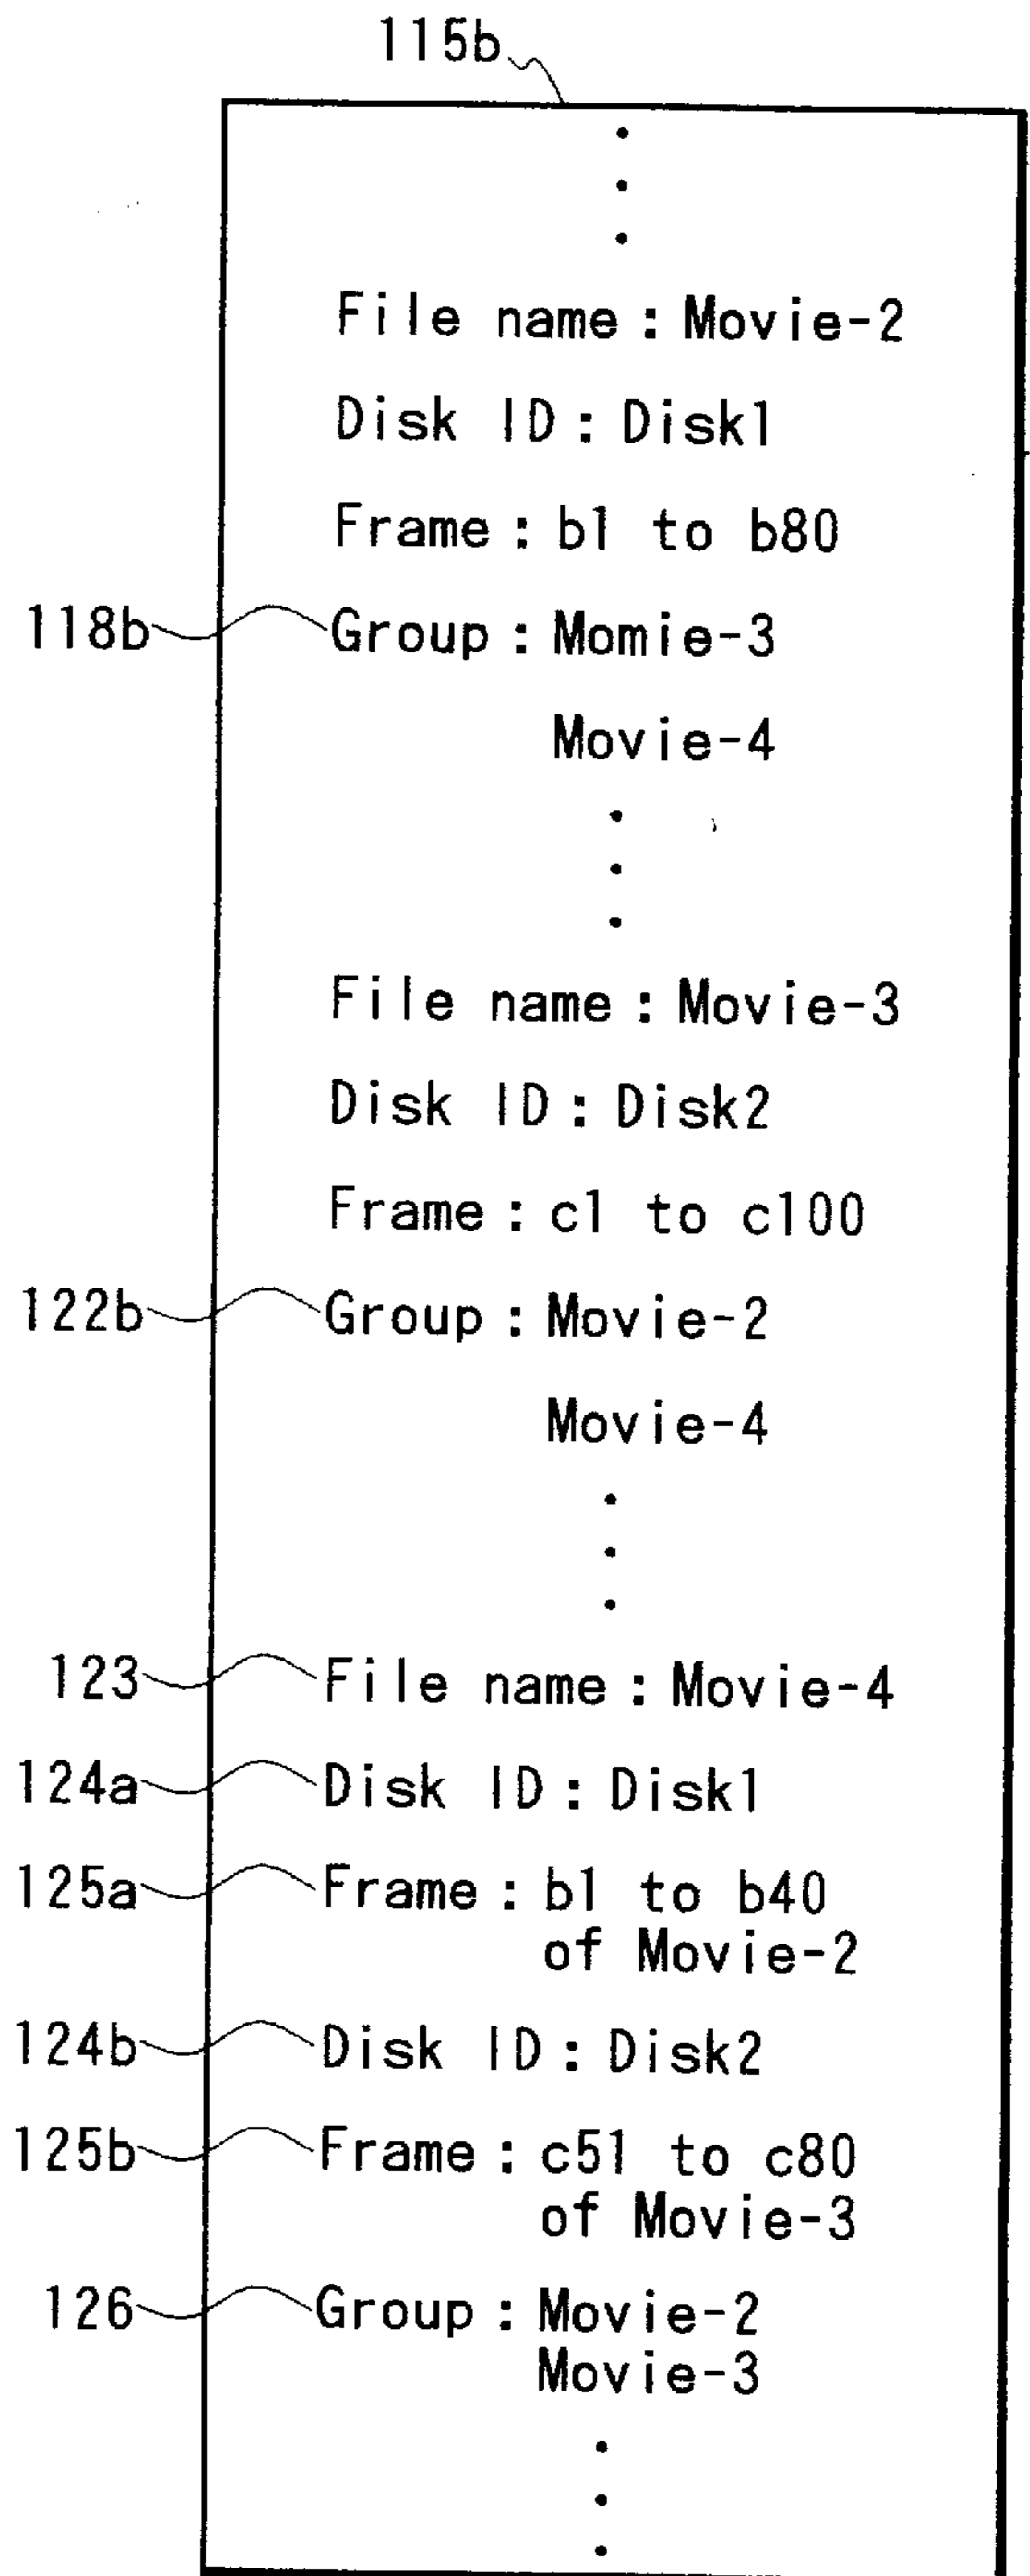 115b
File name : Movie-2
Disk ID : Disk1
Frame : b1 to b80
118b Group : Momie-3
Movie-4
File name : Movie-3
Disk ID : Disk2
Frame : c1 to c100
122b Group : Movie-2
Movie-4
123 File name : Movie-4
124a Disk ID : Disk1
125a Frame : b1 to b40
of Movie-2
124b Disk ID : Disk2
125b Frame : c51 to c80
of Movie-3
126 Group : Movie-2
Movie-3